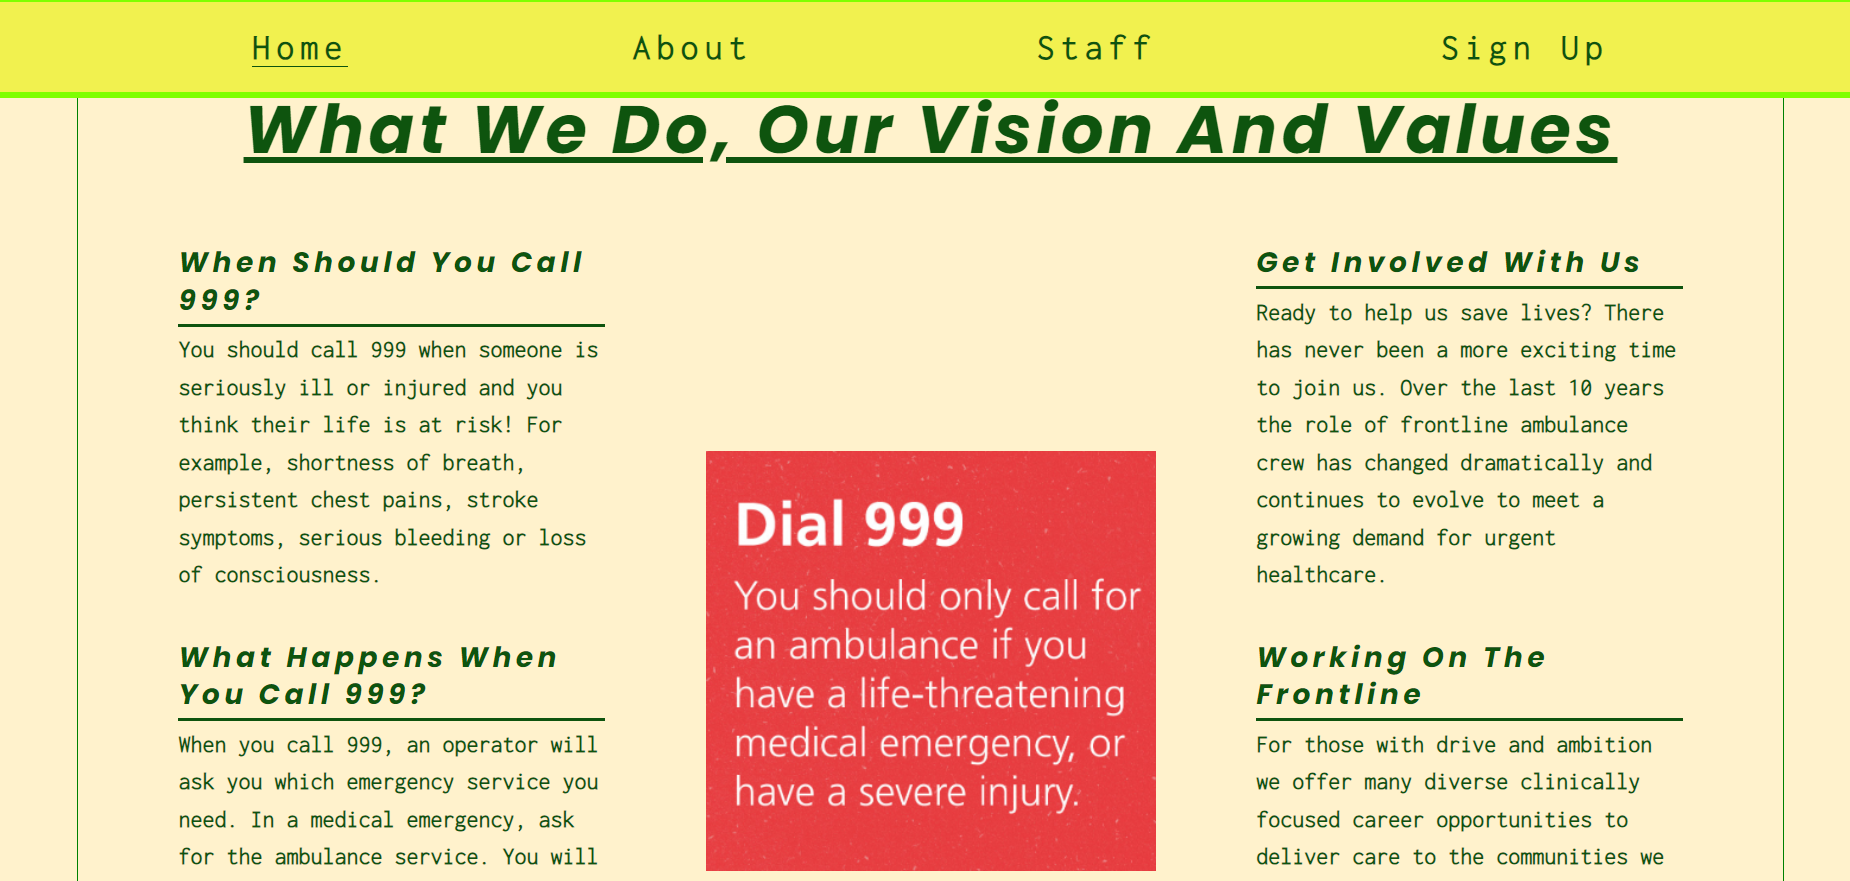 Home About Staff Sign Up
What We Do, Our Vision And Values
When Should You Call
999?
You should call 999 when someone is
seriously ill or injured and you
think their life is at risk! For
example, shortness of breath,
persistent chest pains, stroke
symptoms, serious bleeding or loss
of consciousness.
What Happens When
You Call 999?
When you call 999, an operator will
ask you which emergency service you
need. In a medical emergency, ask
for the ambulance service. You will
Dial 999
You should only call for
an ambulance if you
have a life-threatening
medical emergency, or
have a severe injury.
Get Involved With Us
Ready to help us save lives? There
has never been a more exciting time
to join us. Over the last 10 years
the role of frontline ambulance
crew has changed dramatically and
continues to evolve to meet a
growing demand for urgent
healthcare.
Working On The
Frontline
For those with drive and ambition
we offer many diverse clinically
focused career opportunities to
deliver care to the communities we